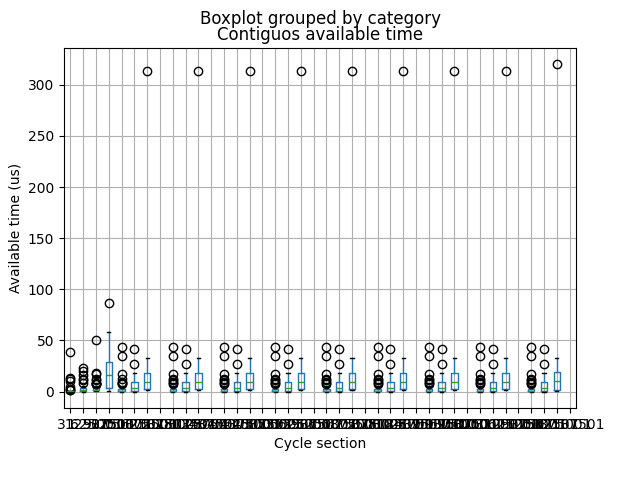 Boxplot grouped by category
Contiguos available time
300
250
200
150
100
50
0
Available time (us)
Cycle section